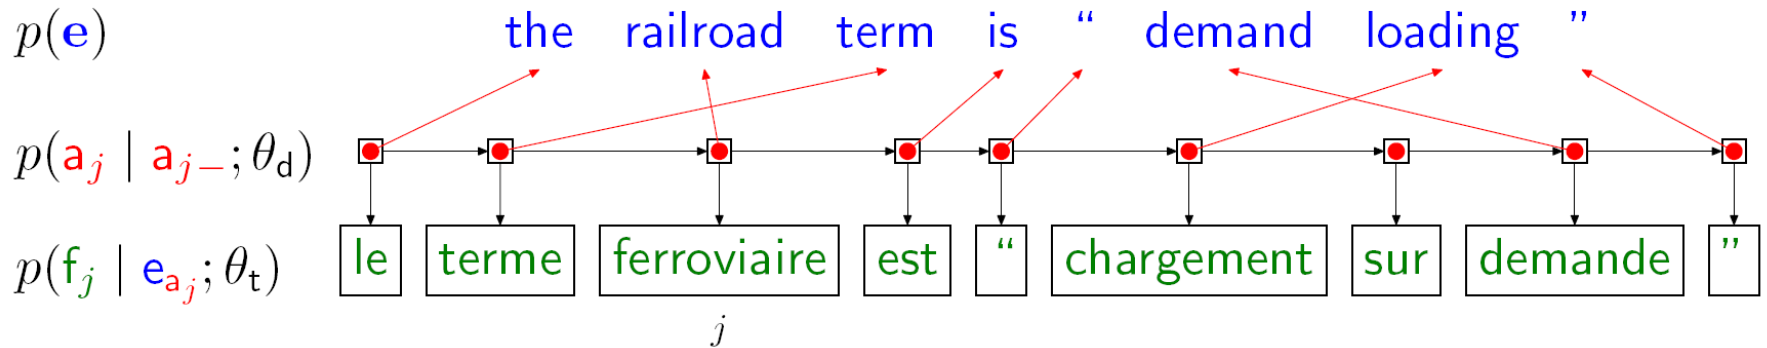 p(e) the railroad term is “ demand loading ”
p(a_j | a_{j−}; θ_d)
p(f_j | e_{a_j}; θ_t) le terme ferroviaire est “ chargement sur demande ”
j